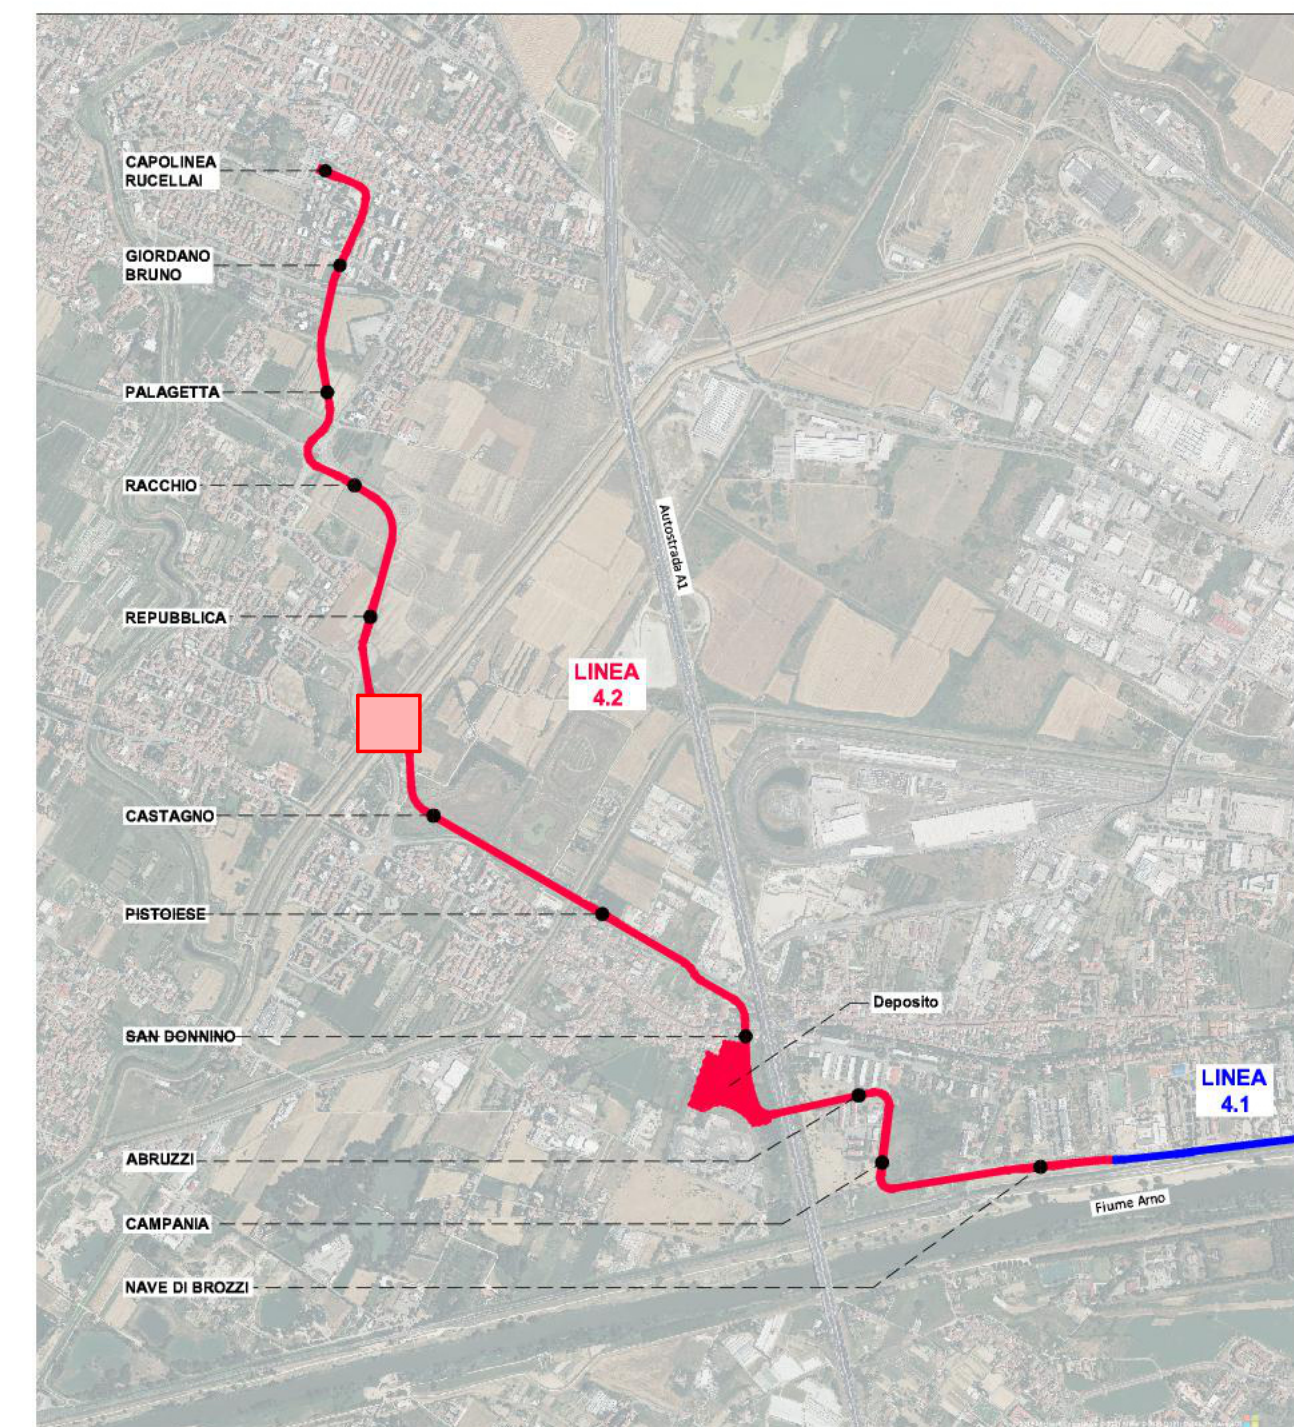 CAPOLINEA
RUCELLAI
GIORDANO
BRUNO
PALAGETTA
RACCHIO
Autostrada A1
REPUBBLICA
LINEA
4.2
CASTAGNO
PISTOIESE
Deposito
SAN DONNINO
LINEA
4.1
ABRUZZI
Fiume Arno
CAMPANIA
NAVE DI BROZZI